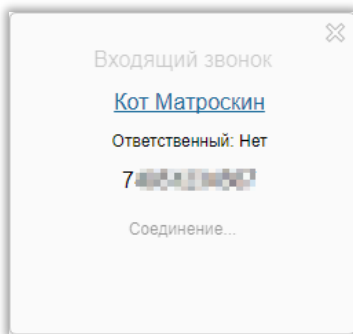 Входящий звонок
Кот Матроскин
Ответственный: Нет
Соединение...